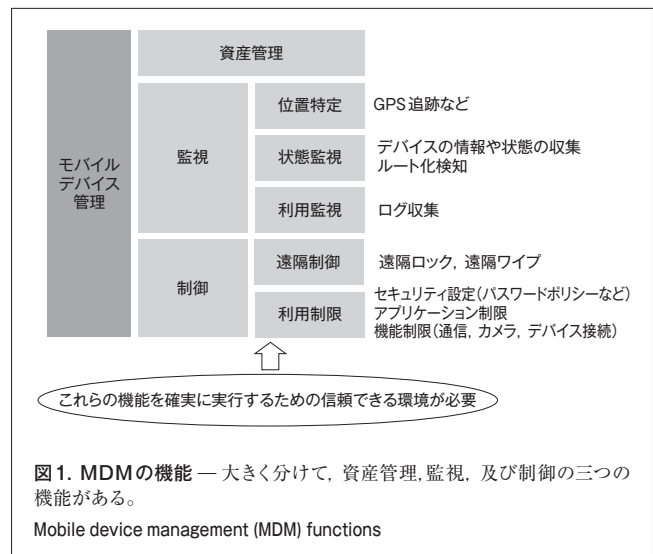 モバイル
デバイス
管理
資産管理
監視
位置特定
GPS追跡など
状態監視
デバイスの情報や状態の収集
ルート化検知
利用監視
ログ収集
制御
遠隔制御
遠隔ロック, 遠隔ワイプ
利用制限
セキュリティ設定(パスワードポリシーなど)
アプリケーション制限
機能制限(通信, カメラ, デバイス接続)
これらの機能を確実に実行するための信頼できる環境が必要
図1. MDMの機能 — 大きく分けて, 資産管理, 監視, 及び制御の三つの
機能がある。
Mobile device management (MDM) functions